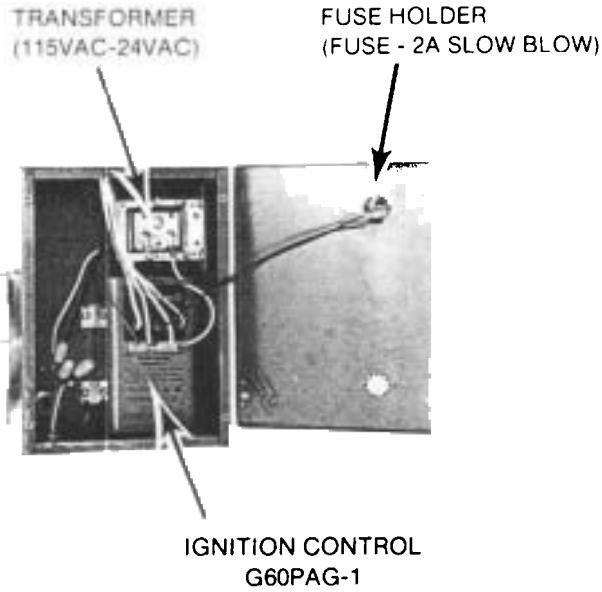 TRANSFORMER
(115VAC-24VAC)
FUSE HOLDER
(FUSE - 2A SLOW BLOW)
IGNITION CONTROL
G60PAG-1